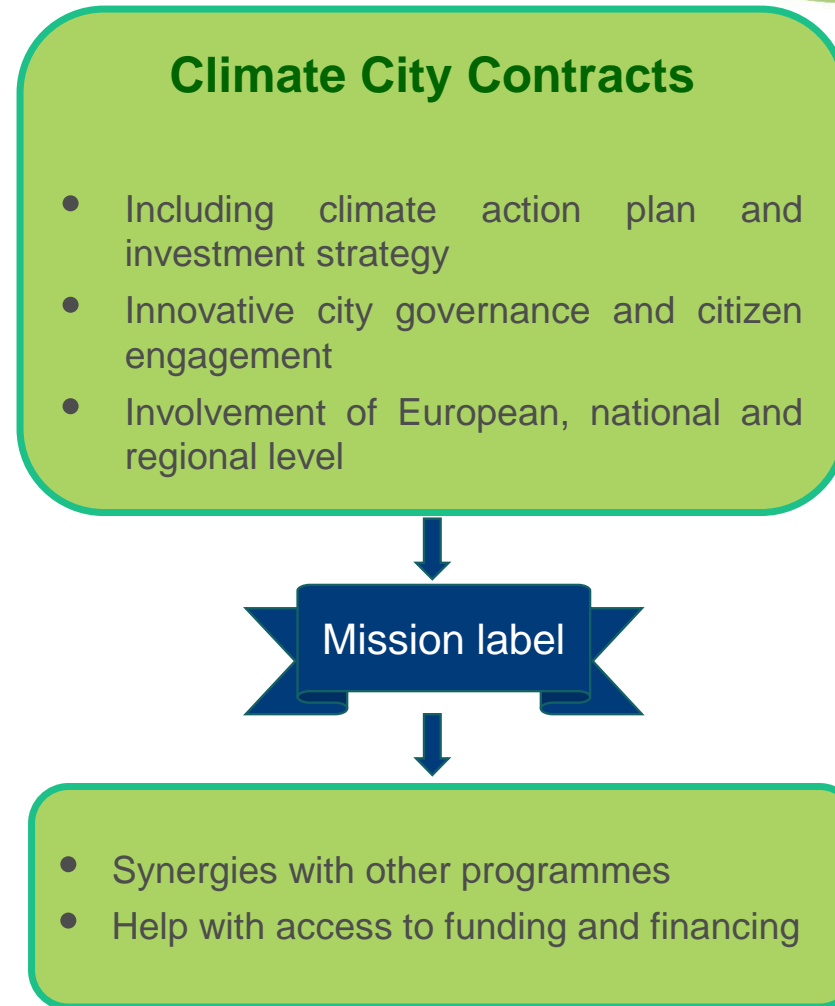 Climate City Contracts
• Including climate action plan and
investment strategy
• Innovative city governance and citizen
engagement
• Involvement of European, national and
regional level
Mission label
• Synergies with other programmes
• Help with access to funding and financing